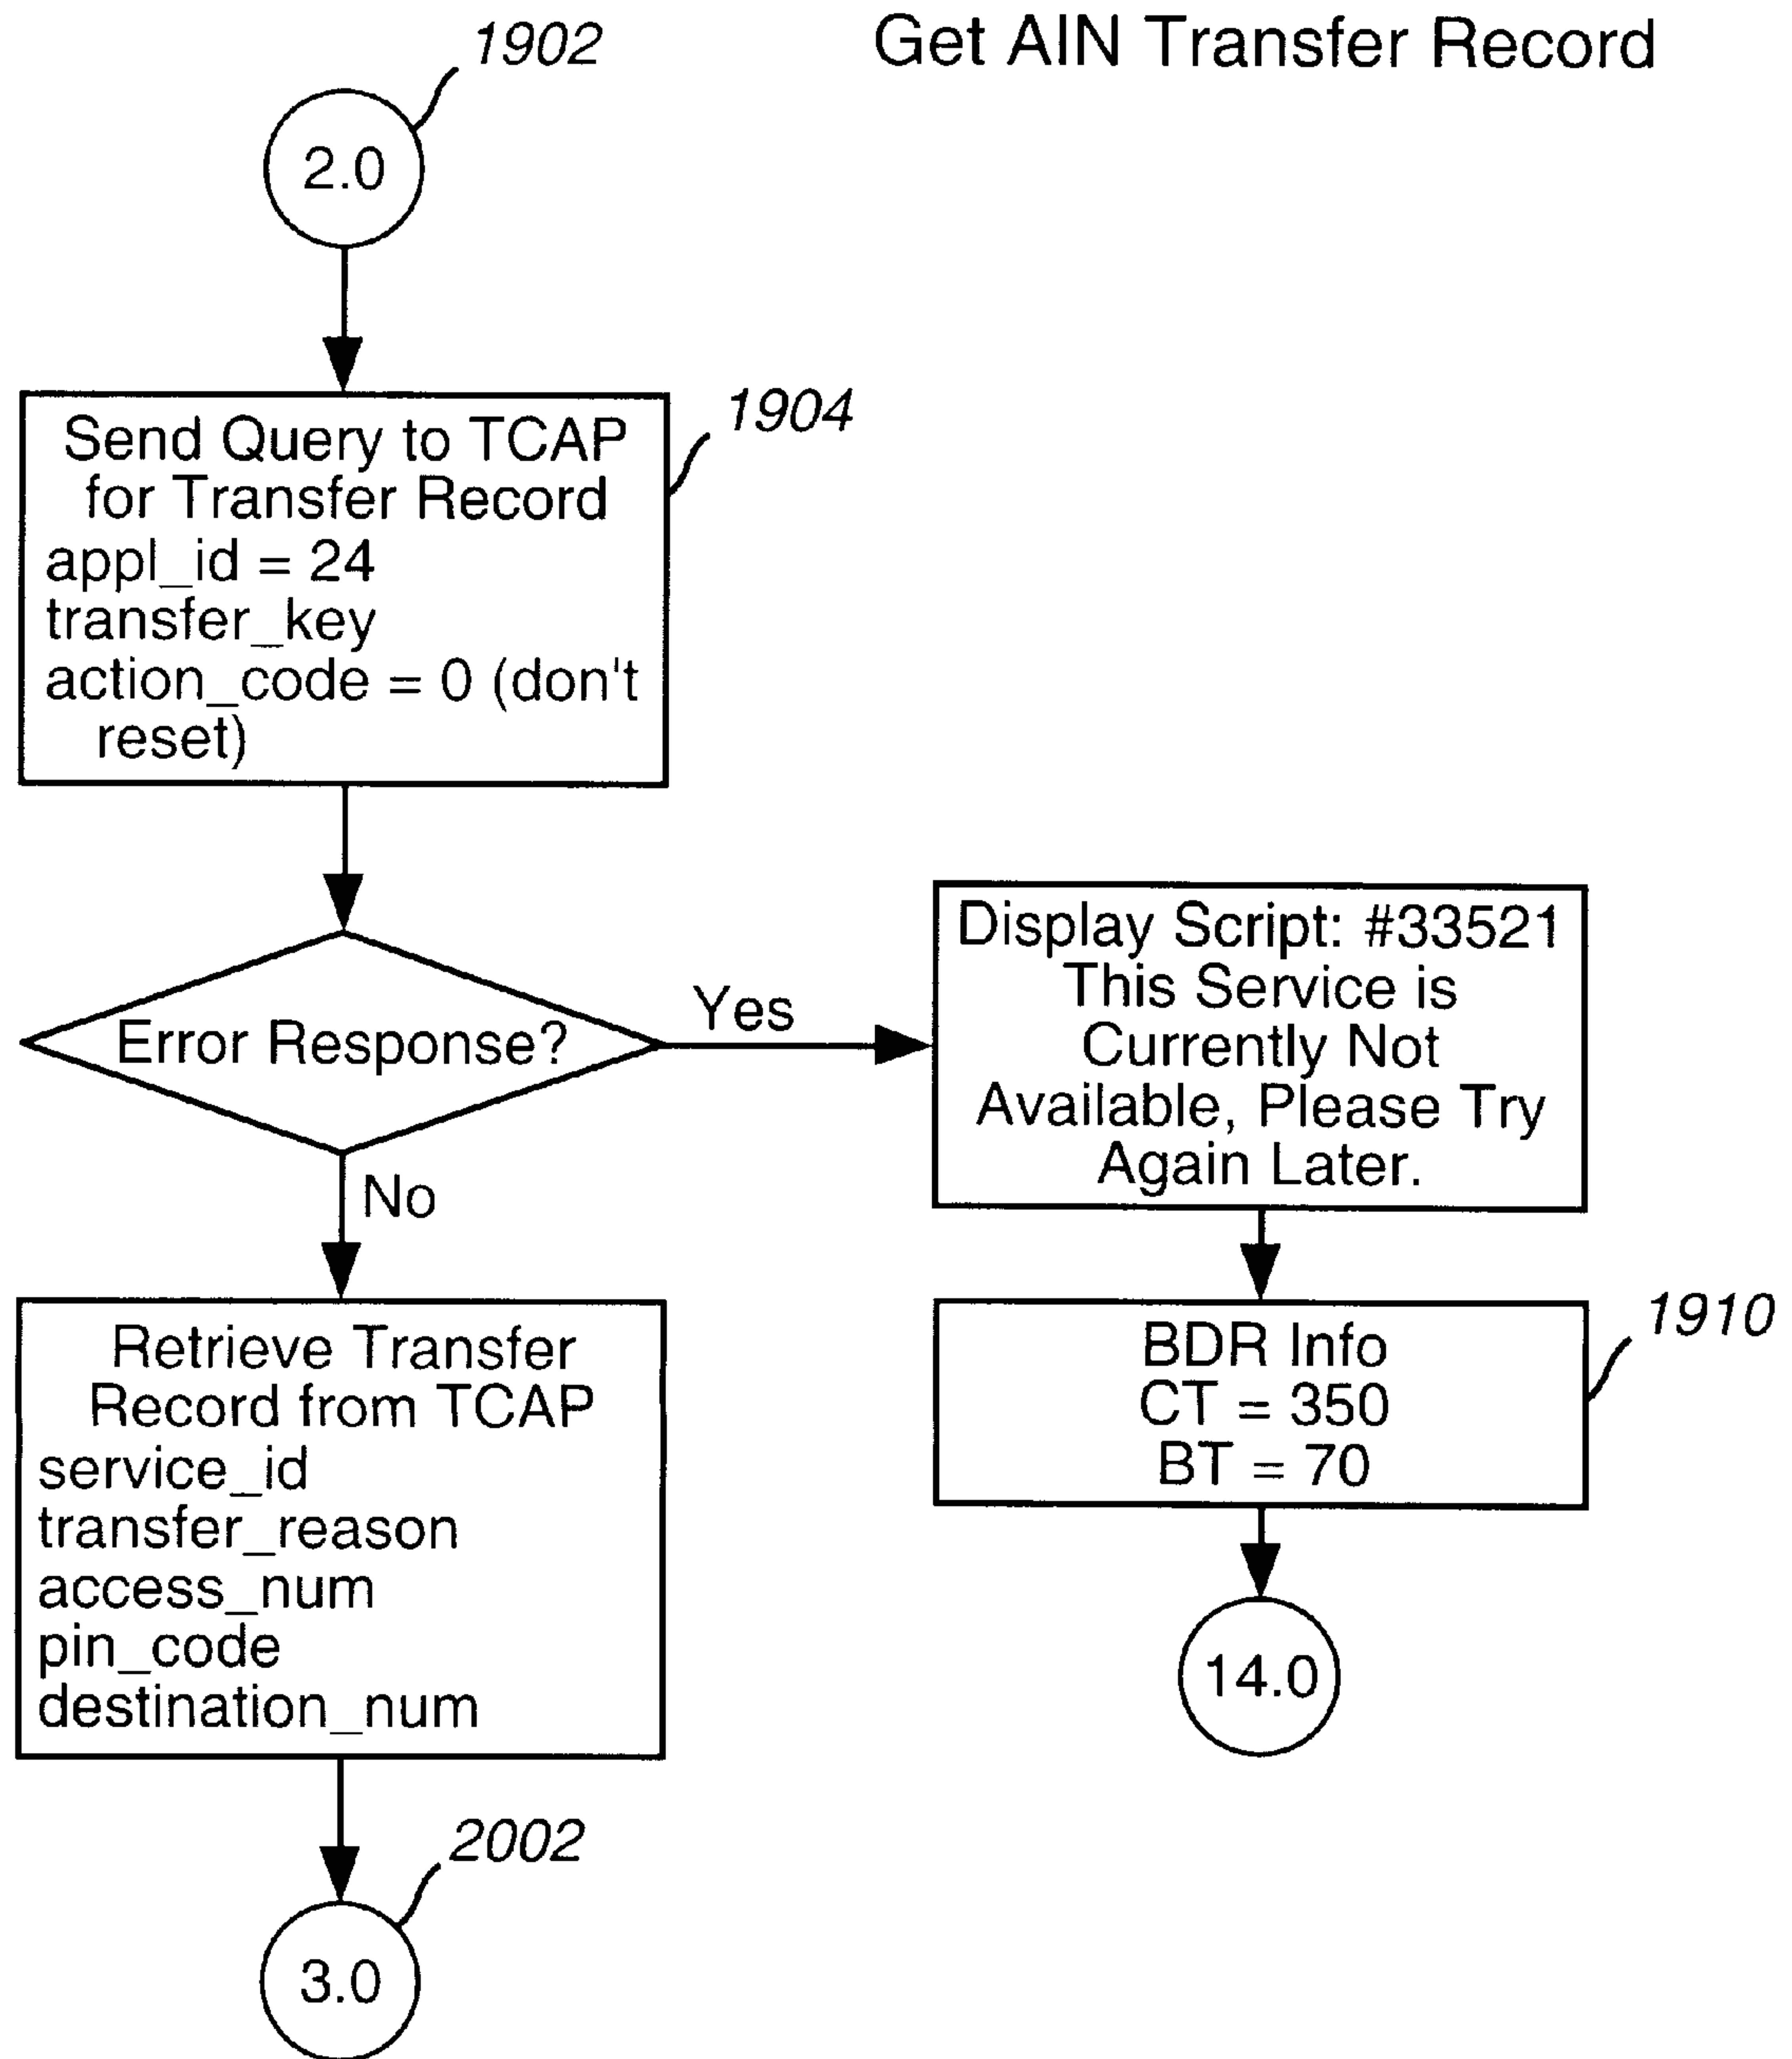 Get AIN Transfer Record
1902
2.0
1904
Send Query to TCAP
for Transfer Record
appl_id = 24
transfer_key
action_code = 0 (don't
reset)
Error Response?
Yes
Display Script: #33521
This Service is
Currently Not
Available, Please Try
Again Later.
No
Retrieve Transfer
Record from TCAP
service_id
transfer_reason
access_num
pin_code
destination_num
1910
BDR Info
CT = 350
BT = 70
14.0
2002
3.0